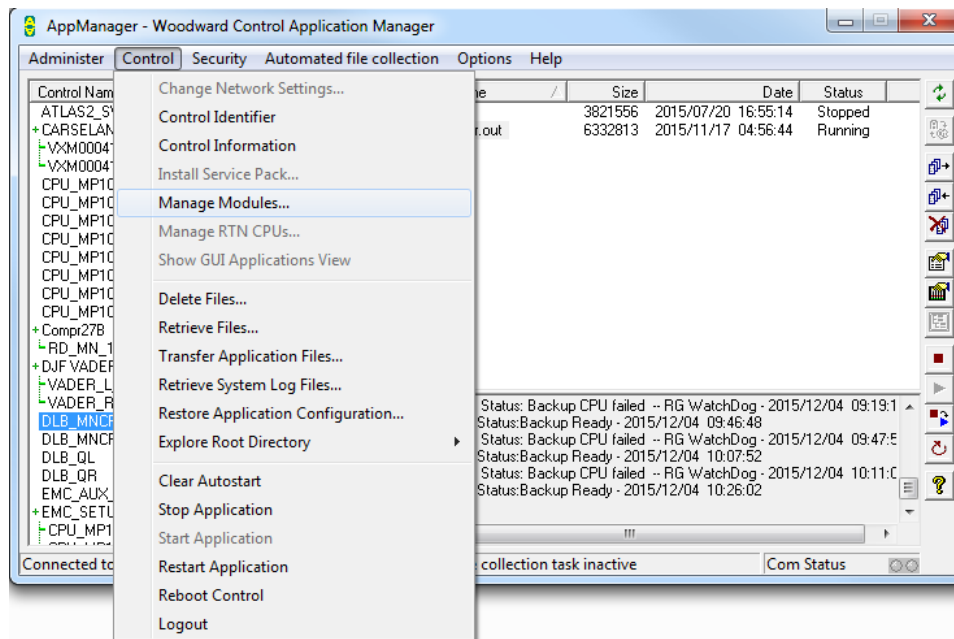 AppManager - Woodward Control Application Manager
Administer Control Security Automated file collection Options Help
Control Nam
Size Date Status
ATLAS2_S
3821556 2015/07/20 16:55:14 Stopped
+ CARSELAN
r.out 6332813 2015/11/17 04:56:44 Running
VXM0004
VXM0004
CPU_MP10
CPU_MP10
CPU_MP10
CPU_MP10
CPU_MP10
CPU_MP10
CPU_MP10
CPU_MP10
+ Compr27B
RD_MN_1
+ DJF VADER
VADER_L
VADER_R
DLB_MNCP
DLB_MNCP
DLB_QL
DLB_QR
EMC_AUX_
+ EMC_SETU
CPU_MP1
Change Network Settings...
Control Identifier
Control Information
Install Service Pack...
Manage Modules...
Manage RTN CPUs...
Show GUI Applications View
Delete Files...
Retrieve Files...
Transfer Application Files...
Retrieve System Log Files...
Restore Application Configuration...
Explore Root Directory
Clear Autostart
Stop Application
Start Application
Restart Application
Reboot Control
Logout
Status: Backup CPU failed -- RG WatchDog - 2015/12/04 09:19:1
Status:Backup Ready - 2015/12/04 09:46:48
Status: Backup CPU failed -- RG WatchDog - 2015/12/04 09:47:5
Status:Backup Ready - 2015/12/04 10:07:52
Status: Backup CPU failed -- RG WatchDog - 2015/12/04 10:11:0
Status:Backup Ready - 2015/12/04 10:26:02
Connected to
collection task inactive
Com Status